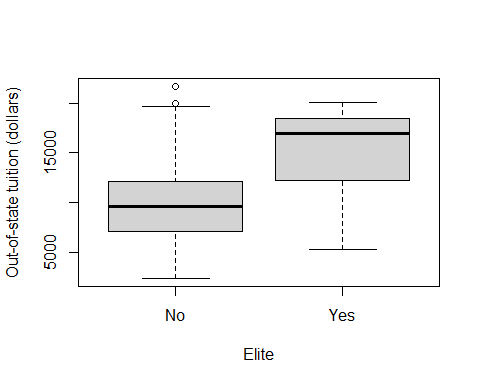 Out-of-state tuition (dollars)
15000
5000
No Yes
Elite